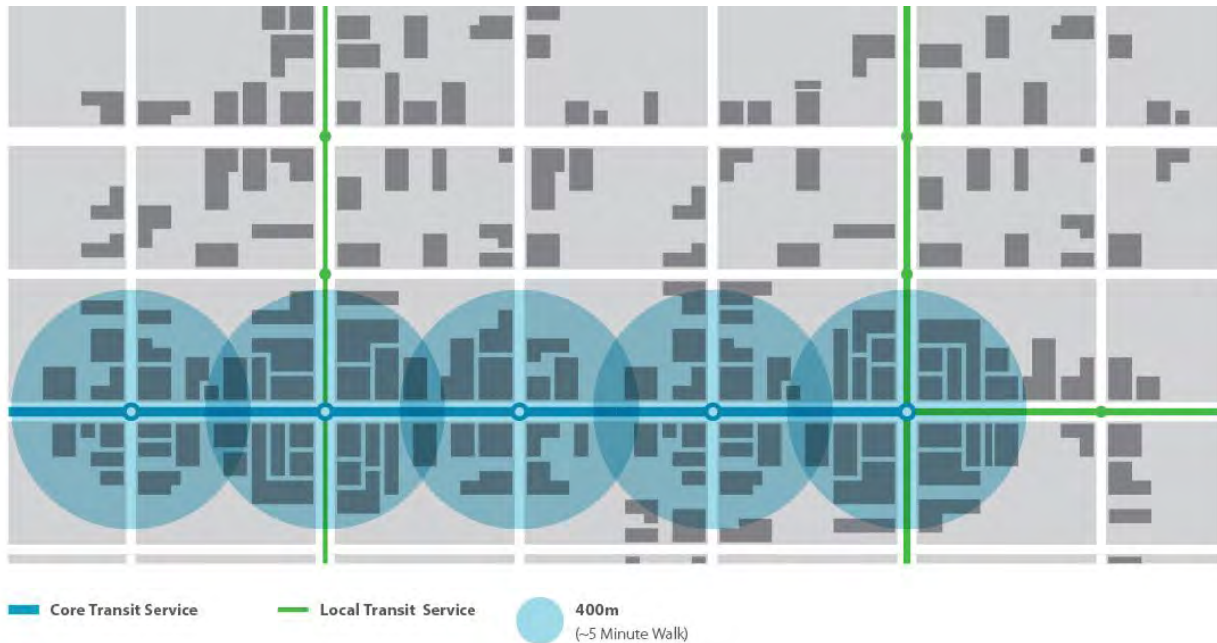 Core Transit Service
Local Transit Service
400m
(~5 Minute Walk)